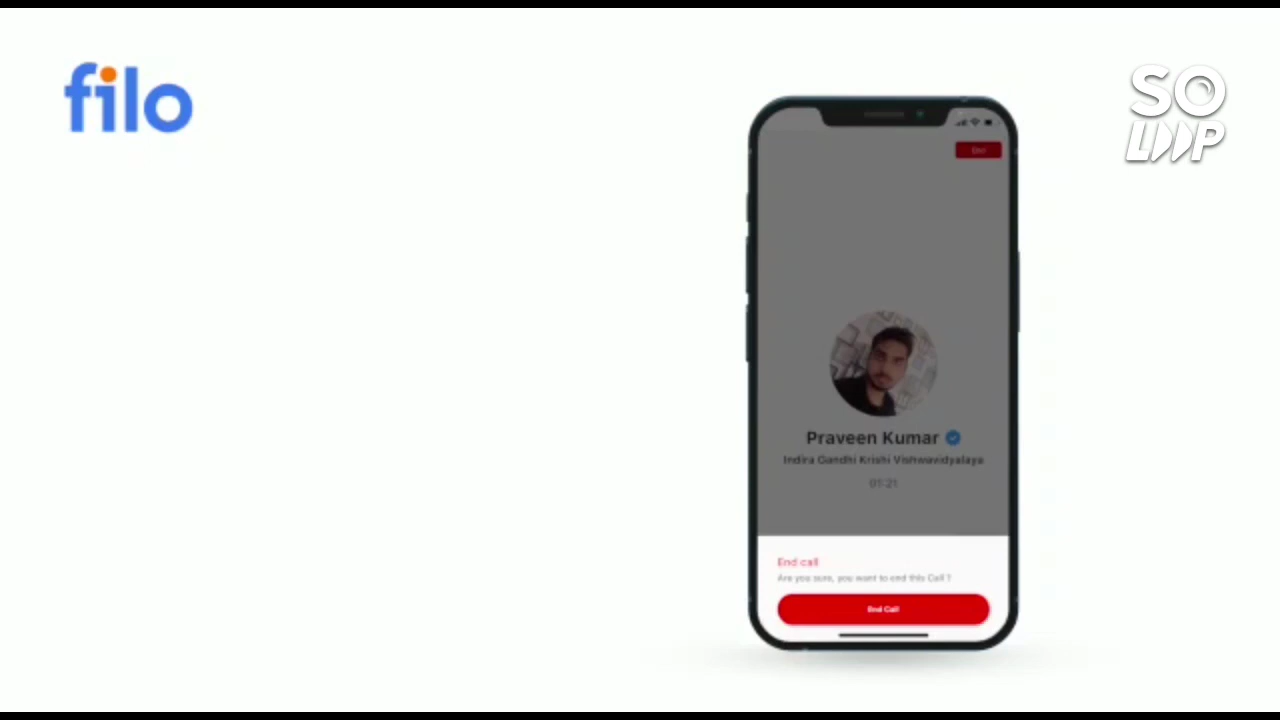 filo
SO
LOOP
End
Praveen Kumar
Indira Gandhi Krishi Vishwavidyalaya
01:21
End call
Are you sure, you want to end this Call ?
End Call